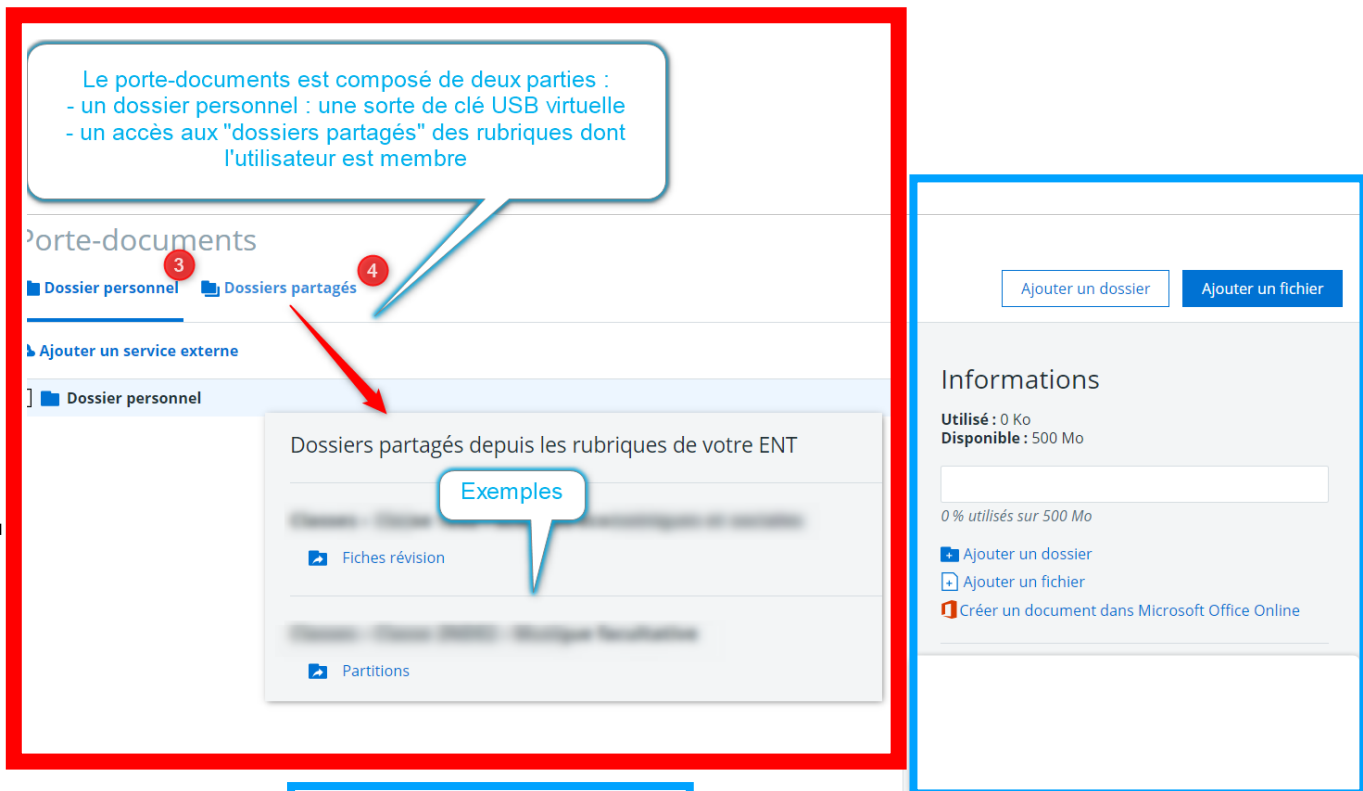 Le porte-documents est composé de deux parties :
- un dossier personnel : une sorte de clé USB virtuelle
- un accès aux "dossiers partagés" des rubriques dont
l'utilisateur est membre
Porte-documents
3
4
Dossier personnel
Dossiers partagés
Ajouter un dossier
Ajouter un fichier
Ajouter un service externe
Dossier personnel
Dossiers partagés depuis les rubriques de votre ENT
Exemples
Fiches révision
Partitions
Informations
Utilisé : 0 Ko
Disponible : 500 Mo
0 % utilisés sur 500 Mo
Ajouter un dossier
Ajouter un fichier
Créer un document dans Microsoft Office Online